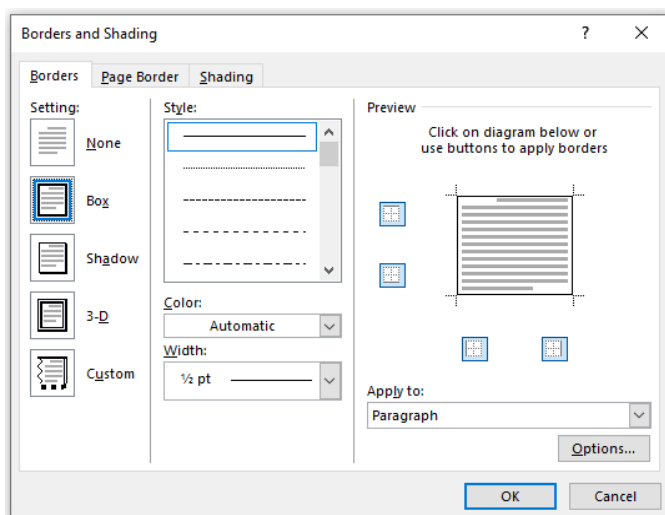 Borders and Shading
?
Borders
Page Border
Shading
Setting:
None
Box
Shadow
3-D
Custom
Style:
Color:
Automatic
Width:
½ pt
Preview
Click on diagram below or
use buttons to apply borders
Apply to:
Paragraph
Options...
OK
Cancel